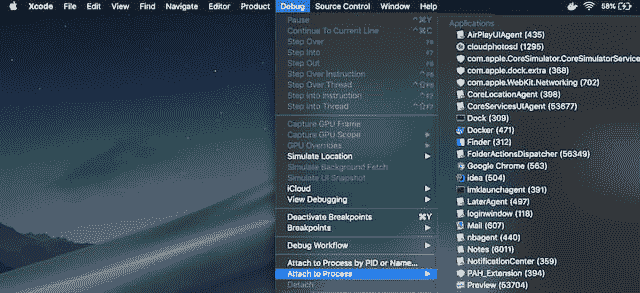 Xcode File Edit View Find Navigate Editor Product Debug Source Control Window Help 58%
Pause ^⌘Y
Continue To Current Line ^⌘C
Step Over F6
Step Into F7
Step Out F8
Step Over Instruction ^F6
Step Over Thread ^⇧F6
Step Into Instruction ^F7
Step Into Thread ^⇧F7
Capture GPU Frame
Capture GPU Scope
GPU Overrides
Simulate Location
Simulate Background Fetch
Simulate UI Snapshot
iCloud
View Debugging
Deactivate Breakpoints ⌘Y
Breakpoints
Debug Workflow
Attach to Process by PID or Name...
Attach to Process
Detach
Applications
AirPlayUIAgent (435)
cloudphotosd (1295)
com.apple.CoreSimulator.CoreSimulatorService
com.apple.dock.extra (368)
com.apple.WebKit.Networking (702)
CoreLocationAgent (398)
CoreServicesUIAgent (53677)
Dock (309)
Docker (471)
Finder (312)
FolderActionsDispatcher (56349)
Google Chrome (563)
idea (504)
imklaunchagent (391)
LaterAgent (497)
loginwindow (118)
Mail (607)
nbagent (440)
Notes (6011)
NotificationCenter (359)
PAH_Extension (394)
Preview (53704)